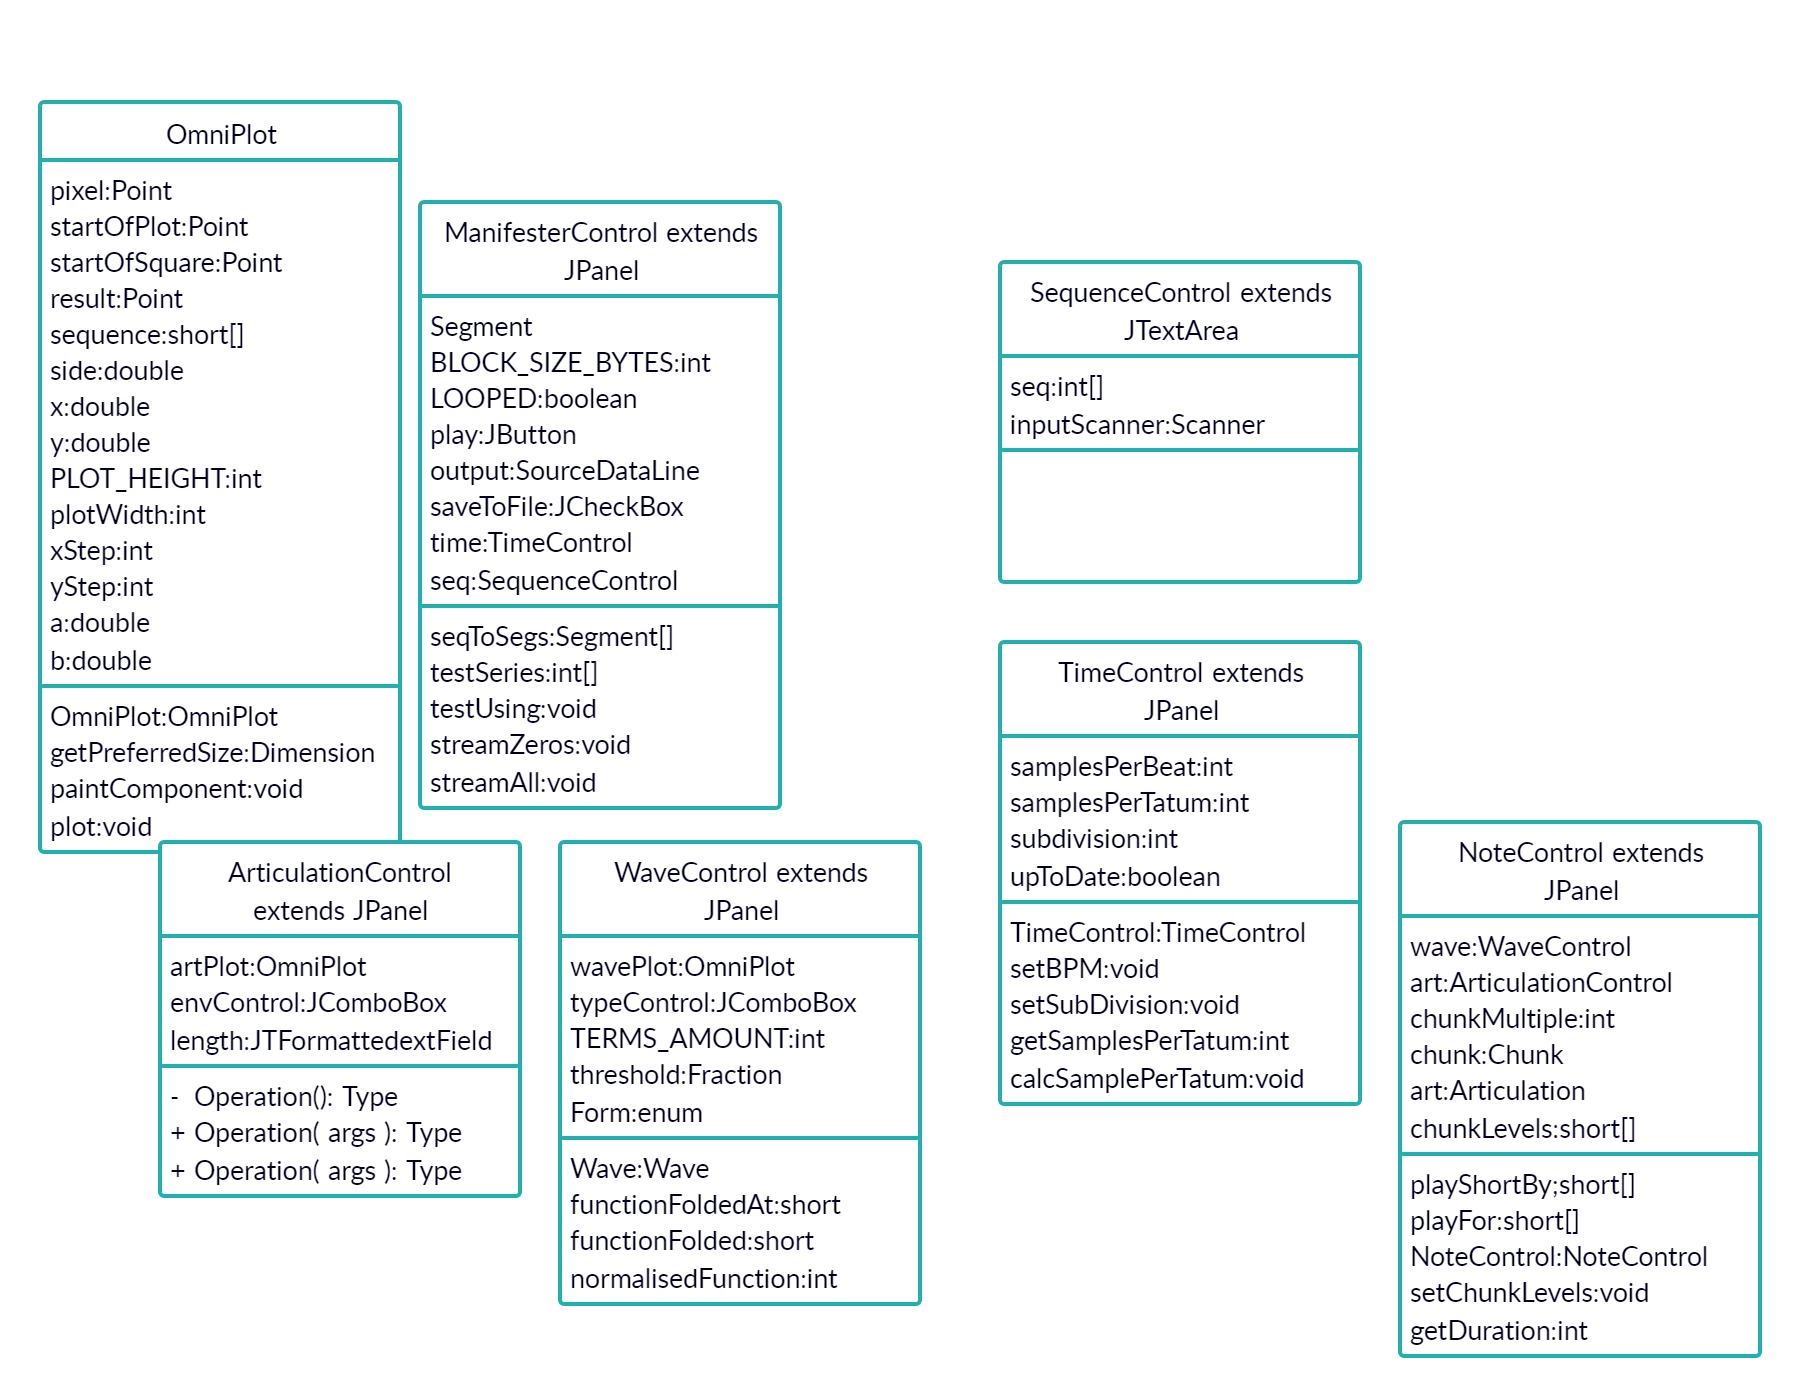 OmniPlot
pixel:Point
startOfPlot:Point
startOfSquare:Point
result:Point
sequence:short[]
side:double
x:double
y:double
PLOT_HEIGHT:int
plotWidth:int
xStep:int
yStep:int
a:double
b:double
OmniPlot:OmniPlot
getPreferredSize:Dimension
paintComponent:void
plot:void
ManifesterControl extends
JPanel
Segment
BLOCK_SIZE_BYTES:int
LOOPED:boolean
play:JButton
output:SourceDataLine
saveToFile:JCheckBox
time:TimeControl
seq:SequenceControl
seqToSegs:Segment[]
testSeries:int[]
testUsing:void
streamZeros:void
streamAll:void
SequenceControl extends
JTextArea
seq:int[]
inputScanner:Scanner
TimeControl extends
JPanel
samplesPerBeat:int
samplesPerTatum:int
subdivision:int
upToDate:boolean
TimeControl:TimeControl
setBPM:void
setSubDivision:void
getSamplesPerTatum:int
calcSamplePerTatum:void
ArticulationControl
extends JPanel
artPlot:OmniPlot
envControl:JComboBox
length:JTFormattedextField
- Operation(): Type
+ Operation( args ): Type
+ Operation( args ): Type
WaveControl extends
JPanel
wavePlot:OmniPlot
typeControl:JComboBox
TERMS_AMOUNT:int
threshold:Fraction
Form:enum
Wave:Wave
functionFoldedAt:short
functionFolded:short
normalisedFunction:int
NoteControl extends
JPanel
wave:WaveControl
art:ArticulationControl
chunkMultiple:int
chunk:Chunk
art:Articulation
chunkLevels:short[]
playShortBy;short[]
playFor:short[]
NoteControl:NoteControl
setChunkLevels:void
getDuration:int